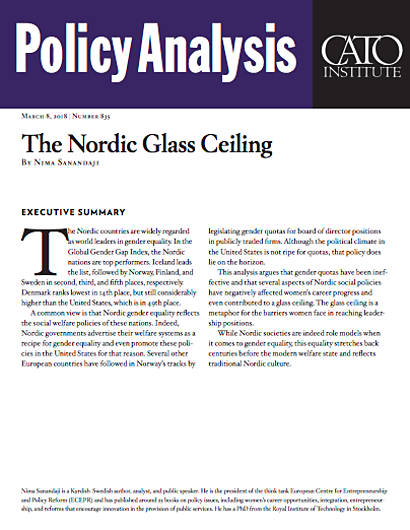 Policy Analysis
CATO
INSTITUTE
MARCH 8, 2018 | NUMBER 835
The Nordic Glass Ceiling
BY NIMA SANANDAJI
EXECUTIVE SUMMARY
The Nordic countries are widely regarded
as world leaders in gender equality. In the
Global Gender Gap Index, the Nordic
nations are top performers. Iceland leads
the list, followed by Norway, Finland, and
Sweden in second, third, and fifth places, respectively.
Denmark ranks lowest in 14th place, but still considerably
higher than the United States, which is in 49th place.
A common view is that Nordic gender equality reflects
the social welfare policies of these nations. Indeed,
Nordic governments advertise their welfare systems as a
recipe for gender equality and even promote these poli-
cies in the United States for that reason. Several other
European countries have followed in Norway's tracks by
legislating gender quotas for board of director positions
in publicly traded firms. Although the political climate in
the United States is not ripe for quotas, that policy does
lie on the horizon.
This analysis argues that gender quotas have been inef-
fective and that several aspects of Nordic social policies
have negatively affected women's career progress and
even contributed to a glass ceiling. The glass ceiling is a
metaphor for the barriers women face in reaching leader-
ship positions.
While Nordic societies are indeed role models when
it comes to gender equality, this equality stretches back
centuries before the modern welfare state and reflects
traditional Nordic culture.
Nima Sanandaji is a Kurdish-Swedish author, analyst, and public speaker. He is the president of the think tank European Centre for Entrepreneurship
and Policy Reform (ECEPR) and has published around 25 books on policy issues, including women's career opportunities, integration, entrepreneur-
ship, and reforms that encourage innovation in the provision of public services. He has a PhD from the Royal Institute of Technology in Stockholm.